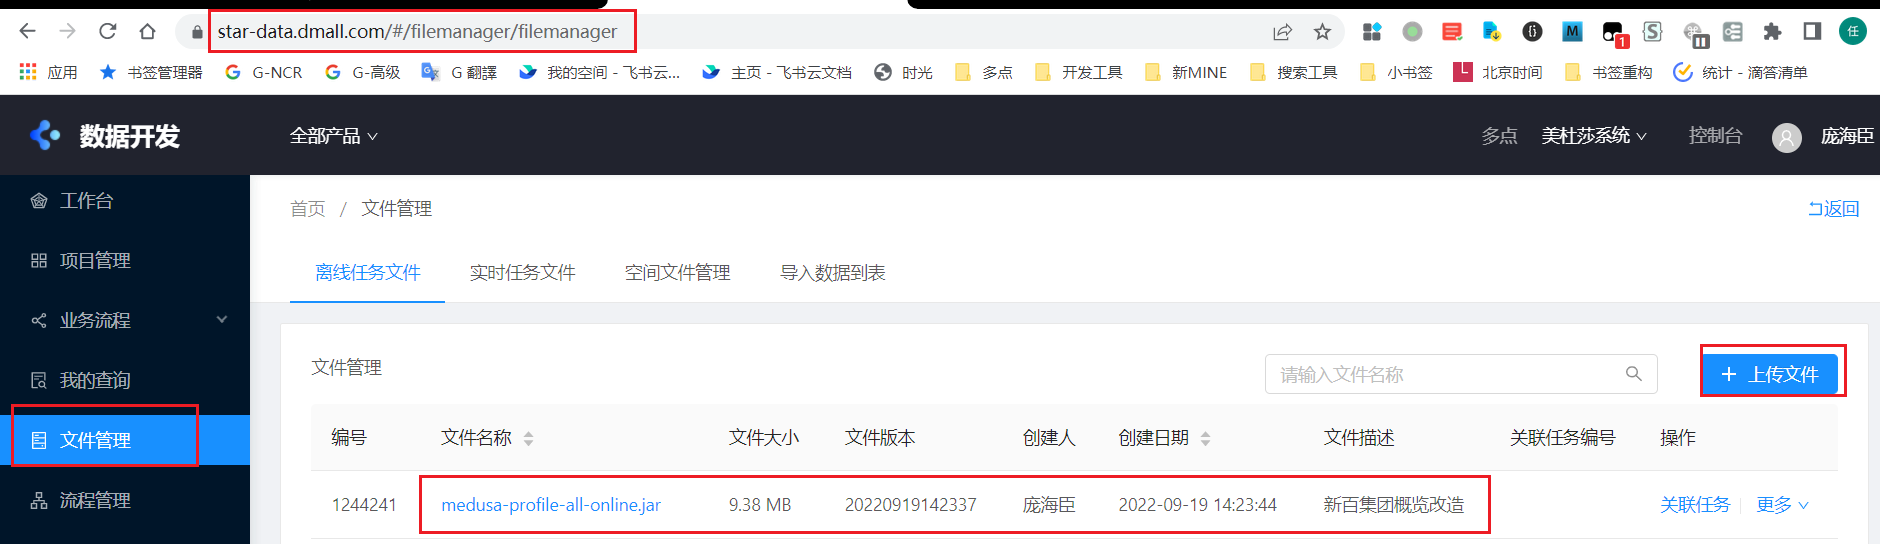 star-data.dmall.com/#/filemanager/filemanager
1
任
应用 书签管理器 G-NCR G-高级 G 翻譯 我的空间 - 飞书云... 主页 - 飞书云文档 时光 多点 开发工具 新MINE 搜索工具 小书签 北京时间 书签重构 统计 - 滴答清单
数据开发 全部产品 多点 美杜莎系统 控制台 庞海臣
工作台
项目管理
业务流程
我的查询
文件管理
流程管理
首页 / 文件管理 返回
离线任务文件 实时任务文件 空间文件管理 导入数据到表
文件管理 请输入文件名称 + 上传文件
编号 文件名称 文件大小 文件版本 创建人 创建日期 文件描述 关联任务编号 操作
1244241 medusa-profile-all-online.jar 9.38 MB 20220919142337 庞海臣 2022-09-19 14:23:44 新百集团概览改造 关联任务 更多